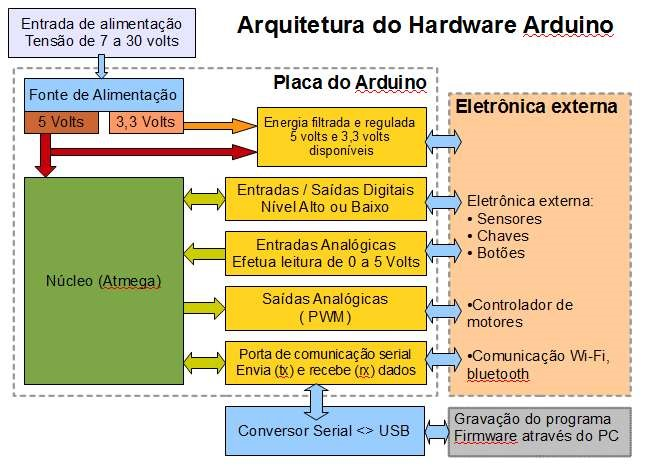 Entrada de alimentação
Tensão de 7 a 30 volts
Arquitetura do Hardware Arduino
Placa do Arduino
Fonte de Alimentação
5 Volts
3,3 Volts
Energia filtrada e regulada
5 volts e 3,3 volts
disponíveis
Eletrônica externa
Núcleo (Atmega)
Entradas / Saídas Digitais
Nível Alto ou Baixo
Entradas Analógicas
Efetua leitura de 0 a 5 Volts
Saídas Analógicas
( PWM)
Porta de comunicação serial
Envia (tx) e recebe (rx) dados
Eletrônica externa:
• Sensores
• Chaves
• Botões
•Controlador de
motores
•Comunicação Wi-Fi,
bluetooth
Conversor Serial <> USB
Gravação do programa
Firmware através do PC